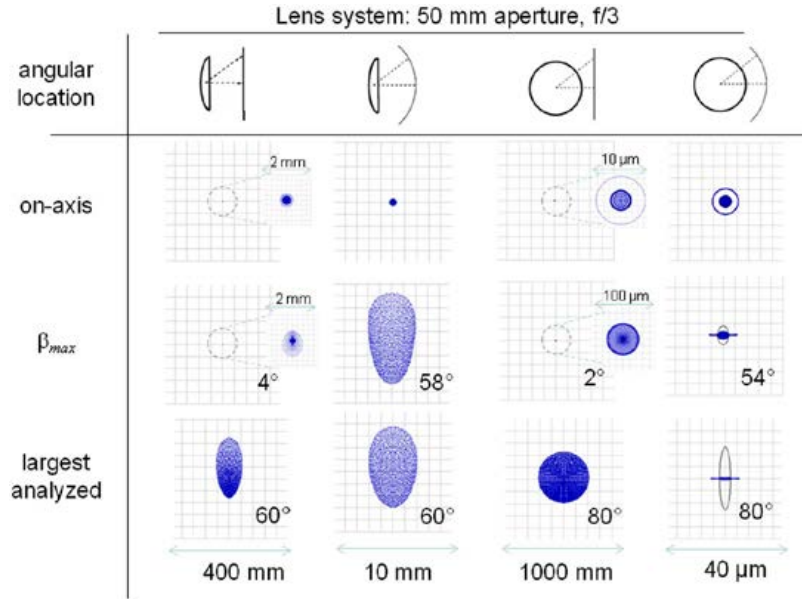 Lens system: 50 mm aperture, f/3
angular
location
on-axis
2 mm
10 µm
βmax
2 mm
100 µm
4°
58°
2°
54°
largest
analyzed
60°
60°
80°
80°
400 mm
10 mm
1000 mm
40 µm